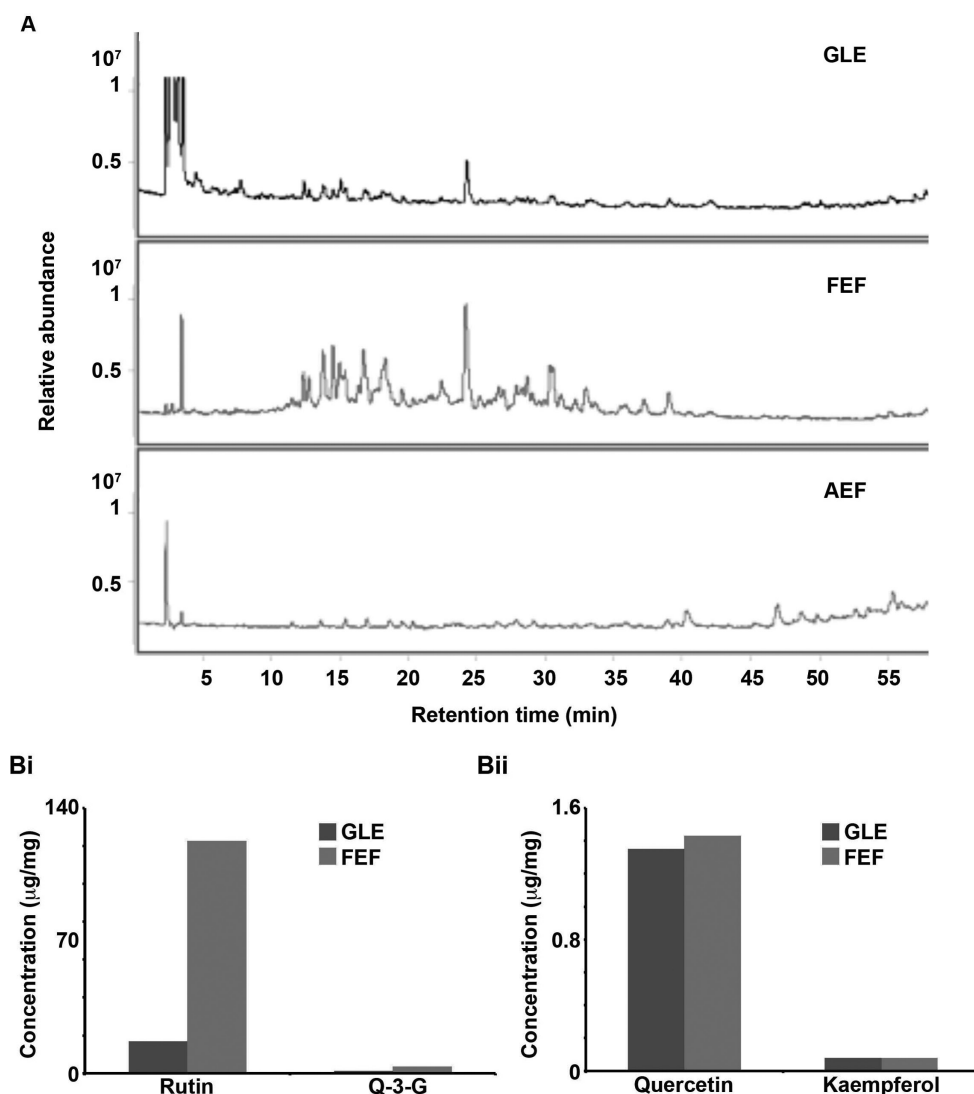 A
10⁷
1
0.5
GLE
10⁷
1
0.5
FEF
10⁷
1
0.5
AEF
Relative abundance
5 10 15 20 25 30 35 40 45 50 55
Retention time (min)
Bi
140
70
0
Concentration (µg/mg)
GLE
FEF
Rutin Q-3-G
Bii
1.6
0.8
0
Concentration (µg/mg)
GLE
FEF
Quercetin Kaempferol